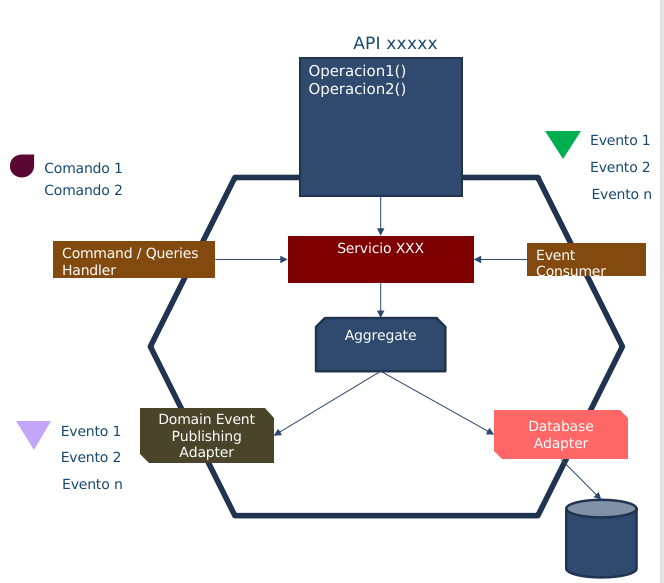 API xxxxx
Operacion1()
Operacion2()
Comando 1
Comando 2
Evento 1
Evento 2
Evento n
Command / Queries
Handler
Servicio XXX
Event
Consumer
Aggregate
Domain Event
Publishing
Adapter
Database
Adapter
Evento 1
Evento 2
Evento n